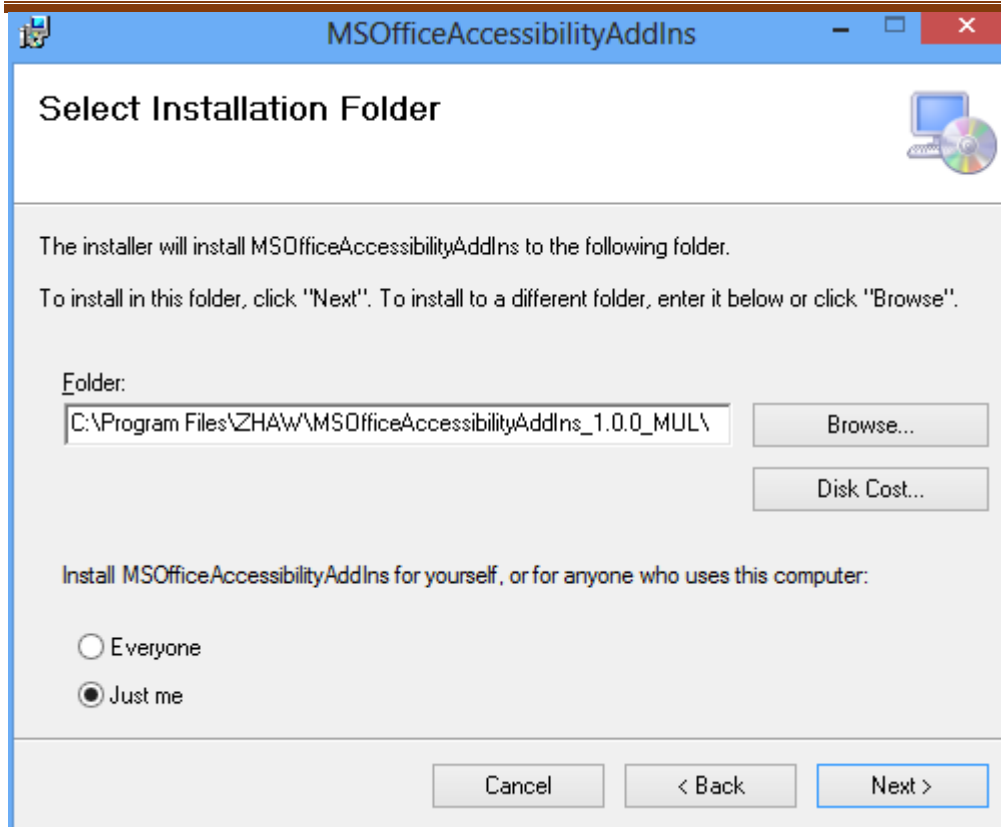 MSOfficeAccessibilityAddIns
Select Installation Folder
The installer will install MSOfficeAccessibilityAddIns to the following folder.
To install in this folder, click "Next". To install to a different folder, enter it below or click "Browse".
Folder:
C:\Program Files\ZHAW\MSOfficeAccessibilityAddIns_1.0.0_MUL\
Browse...
Disk Cost...
Install MSOfficeAccessibilityAddIns for yourself, or for anyone who uses this computer:
Everyone
Just me
Cancel
< Back
Next >